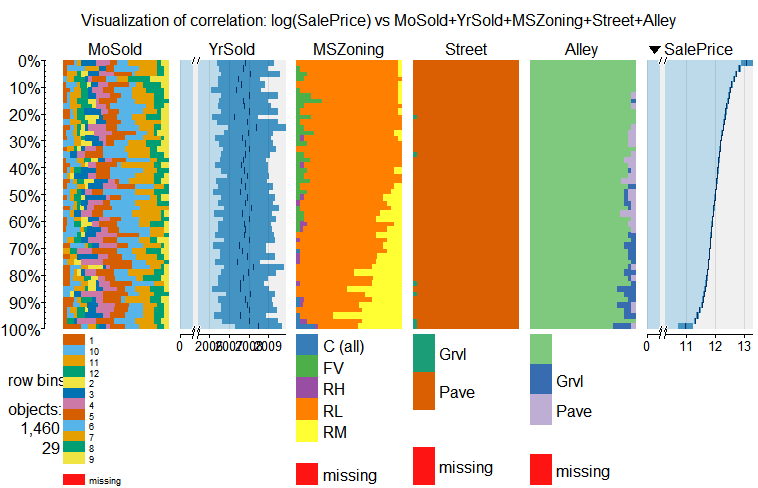 Visualization of correlation: log(SalePrice) vs MoSold+YrSold+MSZoning+Street+Alley
MoSold YrSold MSZoning Street Alley SalePrice
0%
10%
20%
30%
40%
50%
60%
70%
80%
90%
100%
0 2006 2007 2008 2009
0 11 12 13
row bins
objects:
1,460
29
1
10
11
12
2
3
4
5
6
7
8
9
missing
C (all)
FV
RH
RL
RM
missing
Grvl
Pave
missing
Grvl
Pave
missing